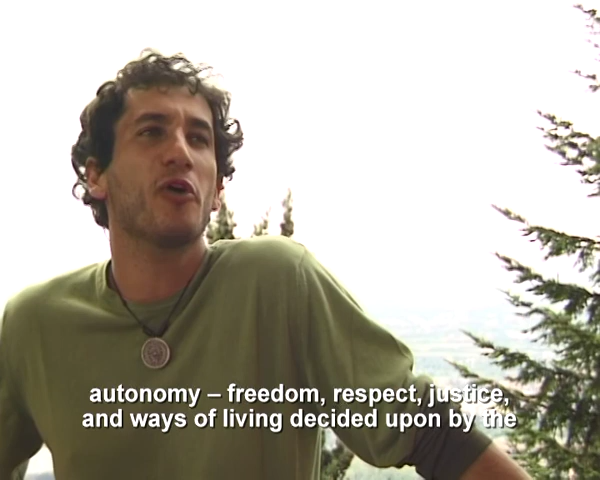 autonomy – freedom, respect, justice,
and ways of living decided upon by the